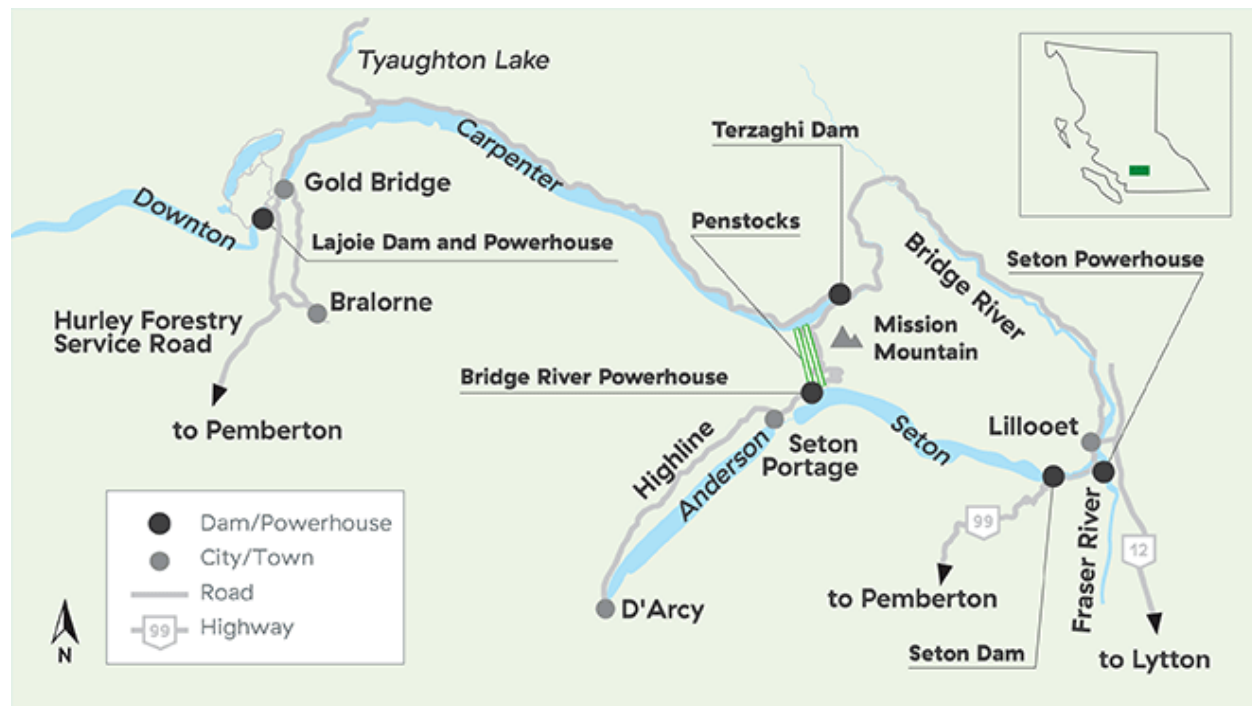 Tyaughton Lake
Carpenter
Terzaghi Dam
Gold Bridge
Downton
Lajoie Dam and Powerhouse
Penstocks
Bridge River
Seton Powerhouse
Bralorne
Hurley Forestry
Service Road
Mission
Mountain
Bridge River Powerhouse
to Pemberton
Highline
Anderson
Seton
Portage
Seton
Lillooet
Fraser River
99
12
D'Arcy
to Pemberton
Seton Dam
to Lytton
Dam/Powerhouse
City/Town
Road
99
Highway
N